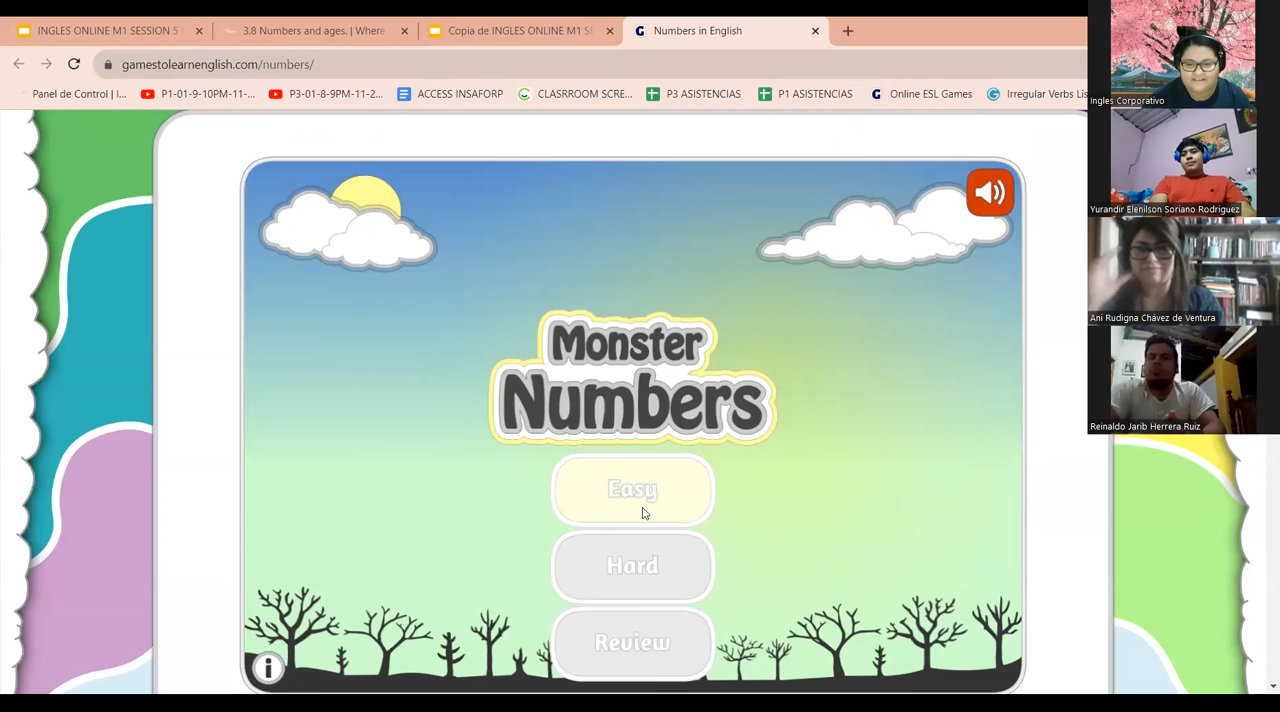 INGLES ONLINE M1 SESSION 5
3.8 Numbers and ages. | Where
Copia de INGLES ONLINE M1 SE
Numbers in English
gamestolearnenglish.com/numbers/
Panel de Control | I...
P1-01-9-10PM-11-...
P3-01-8-9PM-11-2...
ACCESS INSAFORP
CLASRROOM SCRE...
P3 ASISTENCIAS
P1 ASISTENCIAS
Online ESL Games
Irregular Verbs Lis
Ingles Corporativo
Yurandir Elenilson Soriano Rodriguez
Ani Rudigna Chávez de Ventura
Reinaldo Jarib Herrera Ruiz
Monster
Numbers
Easy
Hard
Review
i